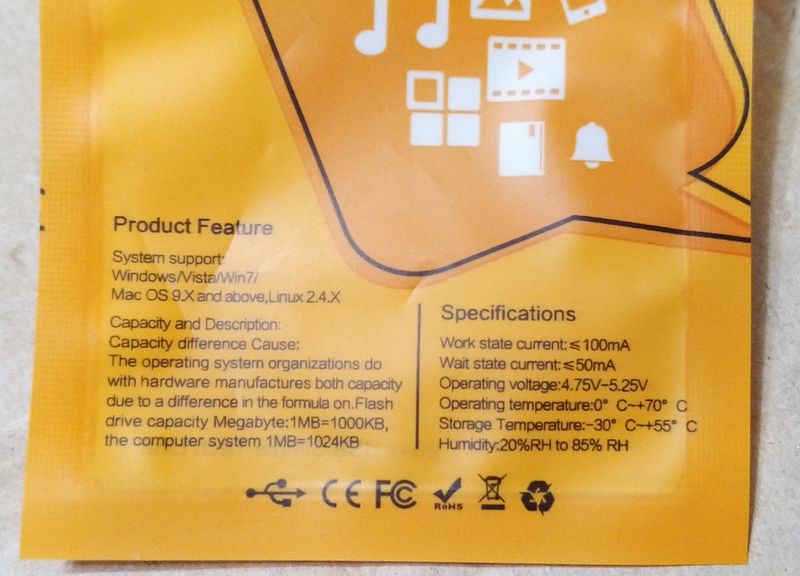 Product Feature
System support:
Windows/Vista/Win7/
Mac OS 9.X and above,Linux 2.4.X
Capacity and Description:
Capacity difference Cause:
The operating system organizations do
with hardware manufactures both capacity
due to a difference in the formula on.Flash
drive capacity Megabyte:1MB=1000KB,
the computer system 1MB=1024KB
Specifications
Work state current:≤100mA
Wait state current:≤50mA
Operating voltage:4.75V-5.25V
Operating temperature:0° C~+70° C
Storage Temperature:-30° C~+55° C
Humidity:20%RH to 85% RH
CE FC RoHS